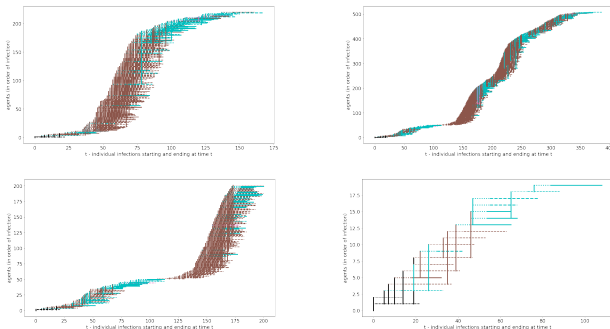 200
150
100
50
0
agents (in order of infection)
0 25 50 75 100 125 150 175
t - individual infections starting and ending at time t
500
400
300
200
100
0
agents (in order of infection)
0 50 100 150 200 250 300 350 400
t - individual infections starting and ending at time t
200
175
150
125
100
75
50
25
0
agents (in order of infection)
0 25 50 75 100 125 150 175 200
t - individual infections starting and ending at time t
17.5
15.0
12.5
10.0
7.5
5.0
2.5
0.0
agents (in order of infection)
0 20 40 60 80 100
t - individual infections starting and ending at time t